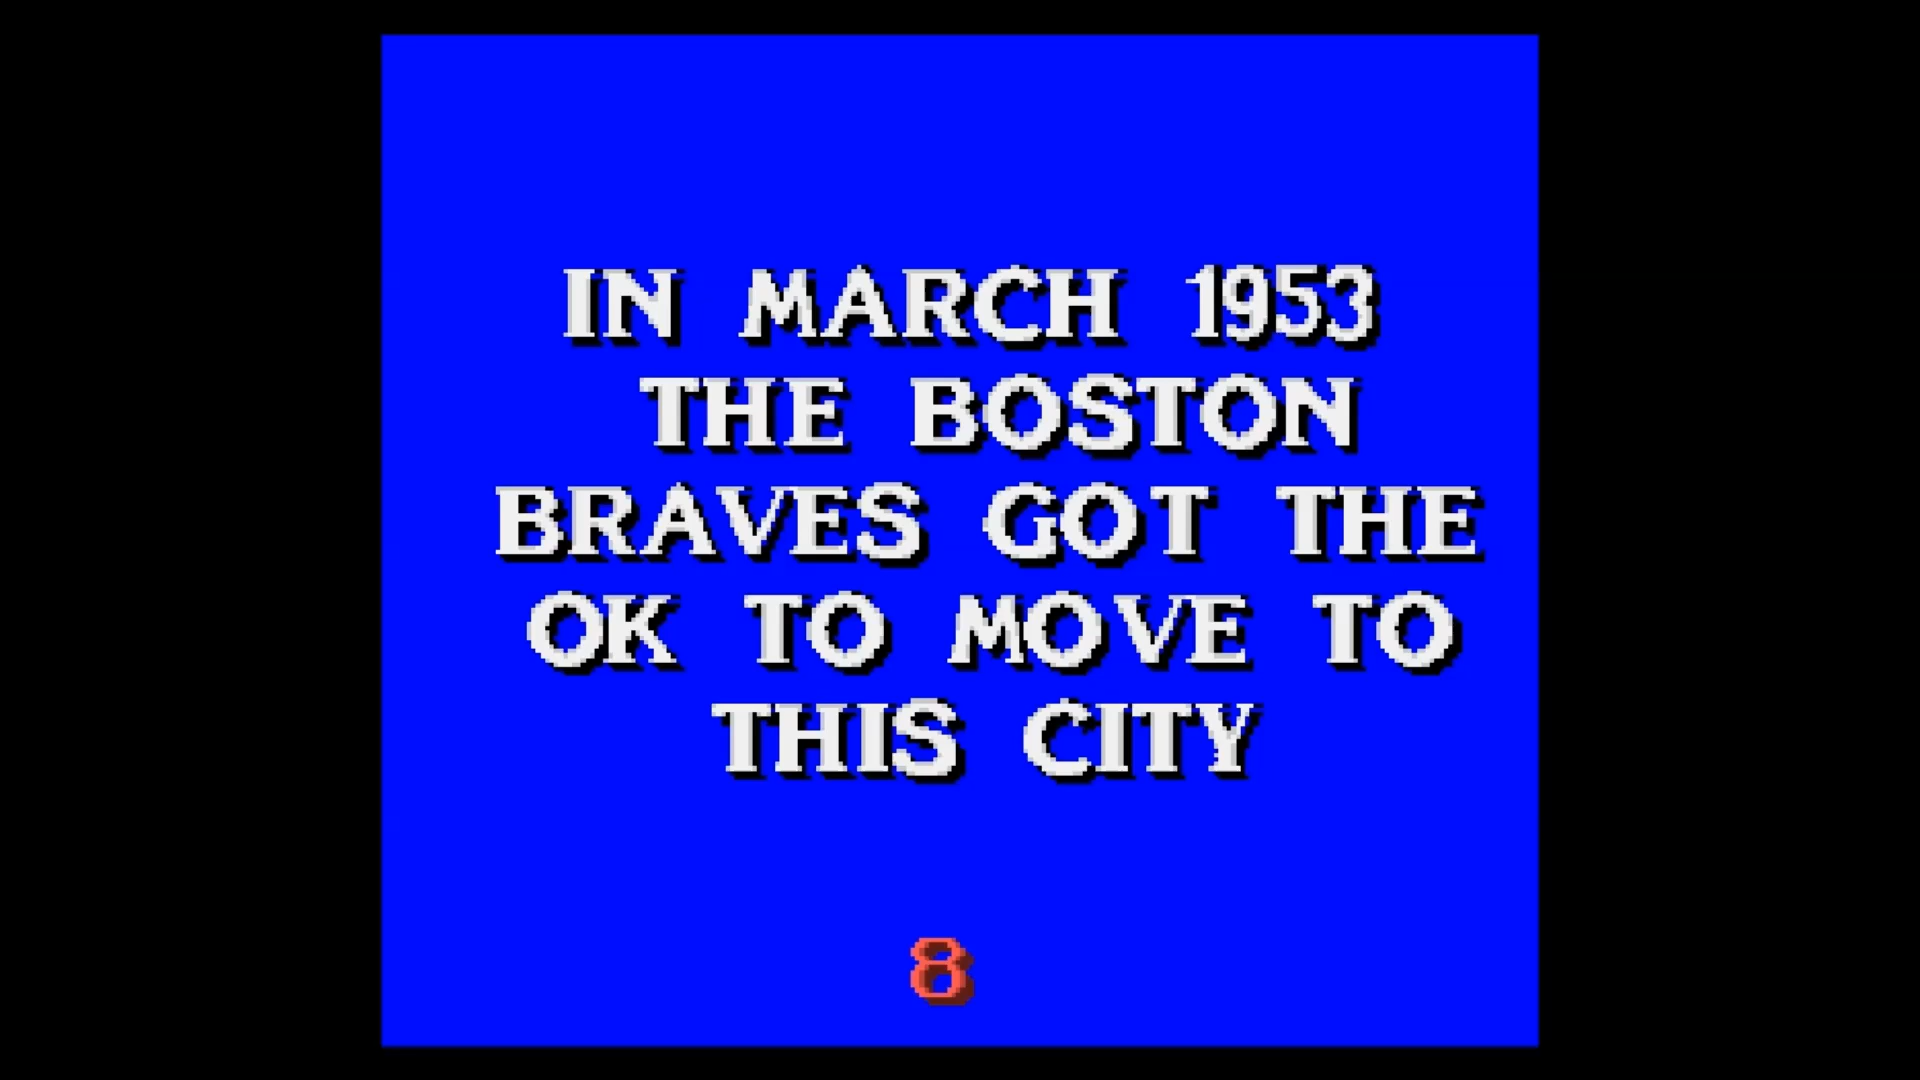 IN MARCH 1953
THE BOSTON
BRAVES GOT THE
OK TO MOVE TO
THIS CITY
8